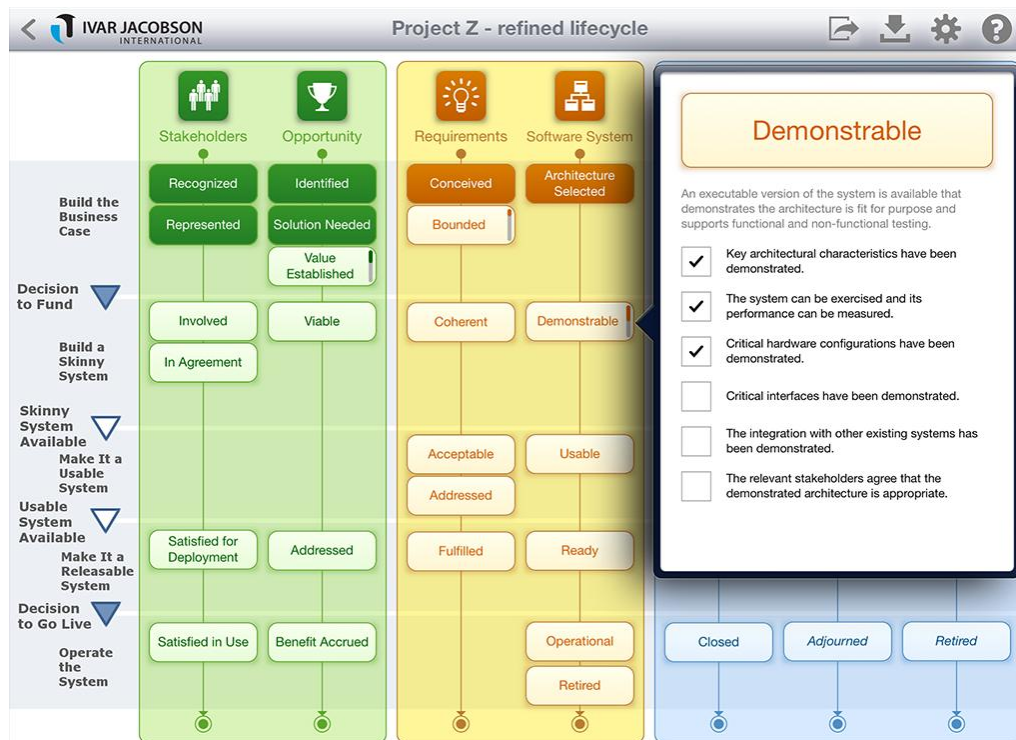 IVAR JACOBSON
INTERNATIONAL
Project Z - refined lifecycle
?
Stakeholders
Opportunity
Requirements
Software System
Build the
Business
Case
Recognized
Identified
Conceived
Architecture
Selected
Represented
Solution Needed
Bounded
Value
Established
Decision
to Fund
Involved
Viable
Coherent
Demonstrable
Build a
Skinny
System
In Agreement
Skinny
System
Available
Make It a
Usable
System
Acceptable
Usable
Addressed
Usable
System
Available
Make It a
Releasable
System
Satisfied for
Deployment
Addressed
Fulfilled
Ready
Decision
to Go Live
Operate
the
System
Satisfied in Use
Benefit Accrued
Operational
Closed
Adjourned
Retired
Retired
Demonstrable
An executable version of the system is available that
demonstrates the architecture is fit for purpose and
supports functional and non-functional testing.
Key architectural characteristics have been
demonstrated.
The system can be exercised and its
performance can be measured.
Critical hardware configurations have been
demonstrated.
Critical interfaces have been demonstrated.
The integration with other existing systems has
been demonstrated.
The relevant stakeholders agree that the
demonstrated architecture is appropriate.